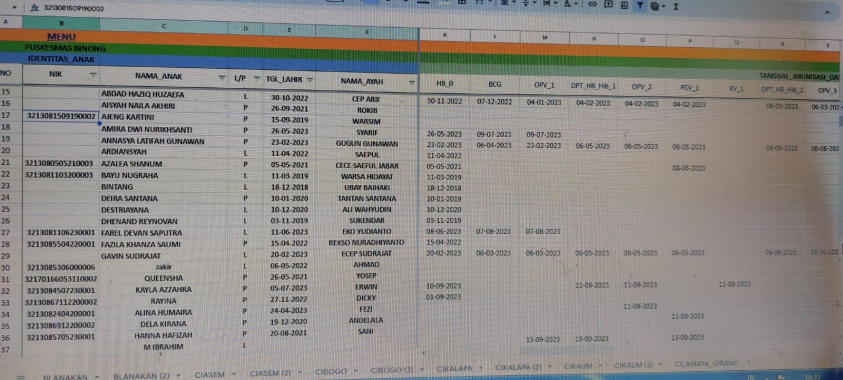 fx 3213081509190002
A B C D E F K L M N O P Q R S
MENU
PUSKESMAS BINONG
IDENTITAS_ANAK TANGGAL_IMUNISASI_DAS
NO NIK NAMA_ANAK L/P TGL_LAHIR NAMA_AYAH HB_0 BCG OPV_1 DPT_HB_Hib_1 OPV_2 PCV_1 RV_1 DPT_HB_Hib_2 OPV_3
15 ABDAD HAZIQ HUZAEFA L 30-10-2022 CEP ARIF 30-11-2022 07-12-2022 04-01-2023 04-02-2023 04-02-2023 04-02-2023 06-03-2023 06-03-202
16 AISYAH NAILA AKHIRI P 26-09-2021 ROKIB
17 3213081509190002 AJENG KARTINI P 15-09-2019 WARSIM
18 AMIRA DWI NURIKHSANTI P 26-05-2023 SYARIF 26-05-2023 09-07-2023 09-07-2023
19 ANNASYA LATIFAH GUNAWAN P 23-02-2023 GUGUN GUNAWAN 23-02-2023 06-04-2023 23-02-2023 06-05-2023 06-05-2023 06-05-2023 06-06-2023 06-06-202
20 ARDIANSYAH L 11-04-2022 SAEPUL 11-04-2022
21 3213080505210003 AZALEA SHANUM P 05-05-2021 CECE SAEFUL JABAR 05-05-2021 06-06-2023
22 3213081103200003 BAYU NUGRAHA L 11-03-2019 WARSA HIDAYAT 11-03-2019
23 BINTANG L 18-12-2018 UBAY BAIHAKI 18-12-2018
24 DEIRA SANTANA P 10-01-2020 TANTAN SANTANA 10-01-2019
25 DESTRIYANA L 10-12-2020 ALI WAHYUDIN 10-12-2020
26 DHENAND REYNOVAN L 03-11-2019 SUKENDAR 03-11-2019
27 3213081106230001 FAREL DEVAN SAPUTRA L 11-06-2023 EKO YUDIANTO 08-06-2023 07-08-2023 07-08-2023
28 3213085504220001 FAZILA KHANZA SAUMI P 15-04-2022 REKSO NURADHIYANTO 15-04-2022
29 GAVIN SUDRAJAT L 20-02-2023 ECEP SUDRAJAT 20-02-2023 06-03-2023 06-03-2023 06-05-2023 06-05-2023 06-05-2023 06-06-2023 06-06-202
30 3213085306000006 zakir L 06-05-2022 AHMAD
31 32170166053110002 QUEENSHA P 26-05-2021 YOSEP
32 3213084507230001 KAYLA AZZAHRA P 05-07-2023 ERWIN 10-09-2023 11-09-2023 11-09-2023 11-09-2023
33 32130867112200002 RAYINA P 27-11-2022 DICKY 01-09-2023
34 3213082404200001 ALINA HUMAIRA P 24-04-2023 FEZI 11-09-2023
35 3213086912200002 DELA KIRANA P 19-12-2020 ANDELALA 11-09-2023
36 3213085705230001 HANNA HAFIZAH P 20-08-2021 SANI 13-09-2023 13-09-2023 13-09-2023
37 M IBRAHIM L
BLANAKAN BLANAKAN (2) CIASEM CIASEM (2) CIBOGO CIBOGO (2) CIKALAPA CIKALAPA (2) CIKAUM CIKAUM (2) CILAMAYA_GIRANG